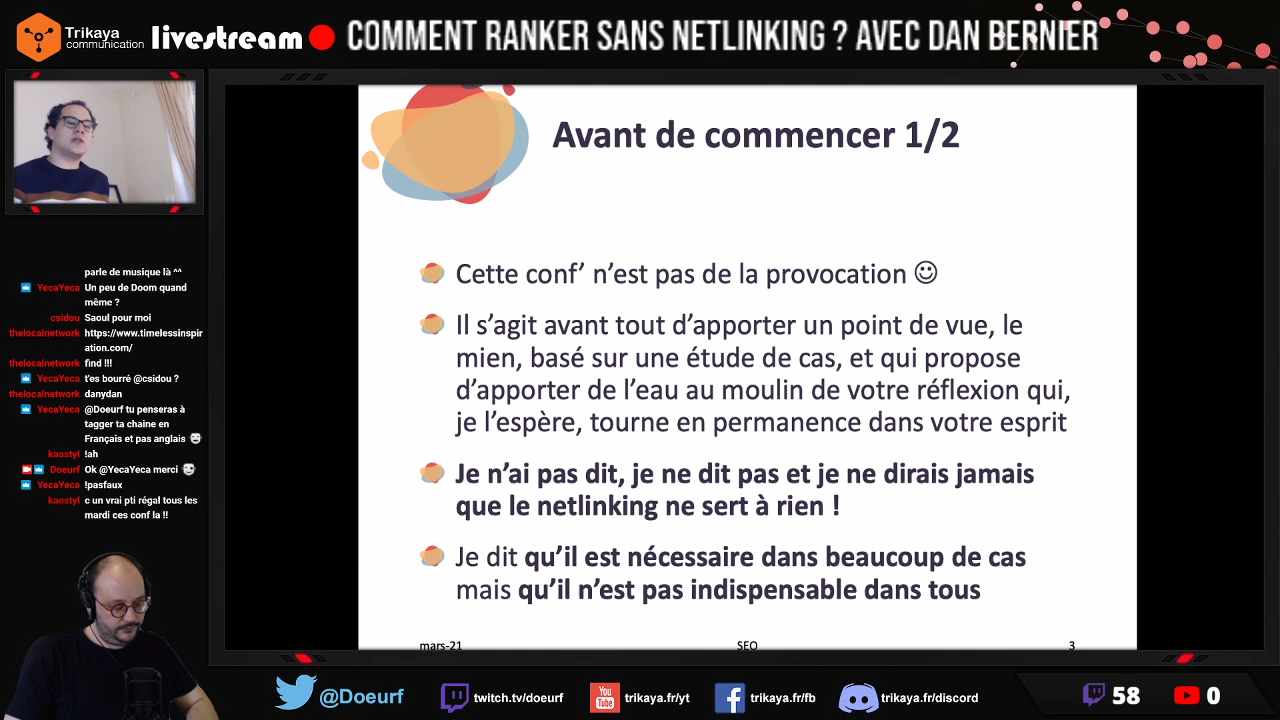 Trikaya
communication
livestream
COMMENT RANKER SANS NETLINKING ? AVEC DAN BERNIER
Avant de commencer 1/2
Cette conf’ n’est pas de la provocation ☺
Il s’agit avant tout d’apporter un point de vue, le
mien, basé sur une étude de cas, et qui propose
d’apporter de l’eau au moulin de votre réflexion qui,
je l’espère, tourne en permanence dans votre esprit
Je n’ai pas dit, je ne dit pas et je ne dirais jamais
que le netlinking ne sert à rien !
Je dit qu’il est nécessaire dans beaucoup de cas
mais qu’il n’est pas indispensable dans tous
mars-21 SEO 3
parle de musique là ^^
YecaYeca Un peu de Doom quand
même ?
csidou Saoul pour moi
thelocalnetwork https://www.timelessinspir
ation.com/
thelocalnetwork find !!!
YecaYeca t'es bourré @csidou ?
thelocalnetwork danydan
YecaYeca @Doeurf tu penseras à
tagger ta chaine en
Français et pas anglais
kaostyl !ah
Doeurf Ok @YecaYeca merci
YecaYeca !pasfaux
kaostyl c un vrai pti régal tous les
mardi ces conf la !!
@Doeurf
twitch.tv/doeurf
You
Tube
trikaya.fr/yt
trikaya.fr/fb
trikaya.fr/discord
58
0